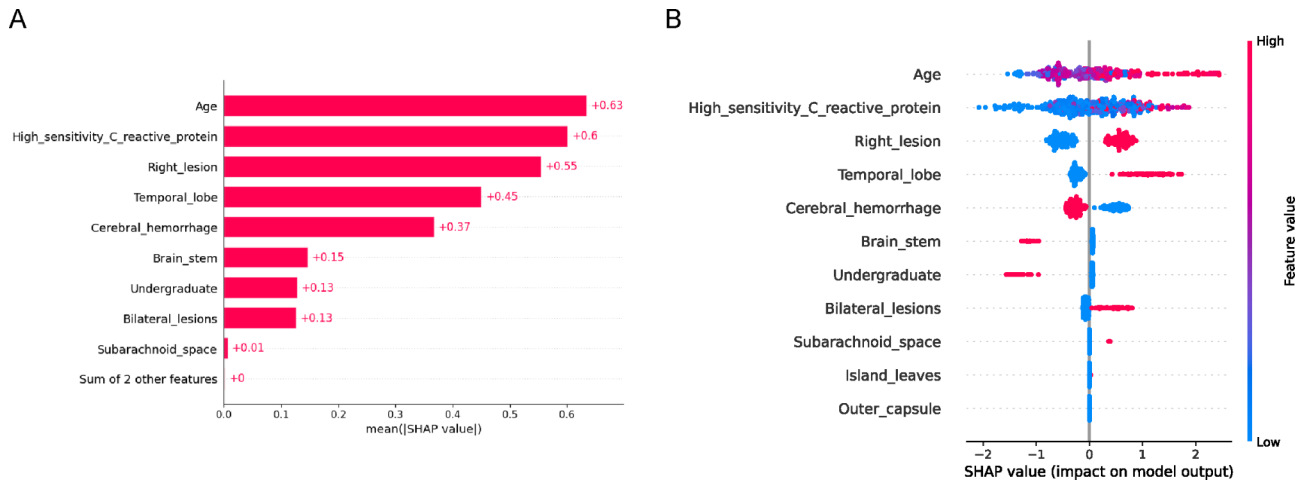 A
Age
+0.63
High_sensitivity_C_reactive_protein
+0.6
Right_lesion
+0.55
Temporal_lobe
+0.45
Cerebral_hemorrhage
+0.37
Brain_stem
+0.15
Undergraduate
+0.13
Bilateral_lesions
+0.13
Subarachnoid_space
+0.01
Sum of 2 other features
+0
0.0 0.1 0.2 0.3 0.4 0.5 0.6
mean(|SHAP value|)
B
High
Age
High_sensitivity_C_reactive_protein
Right_lesion
Temporal_lobe
Cerebral_hemorrhage
Brain_stem
Undergraduate
Bilateral_lesions
Subarachnoid_space
Island_leaves
Outer_capsule
Feature value
Low
−2 −1 0 1 2
SHAP value (impact on model output)